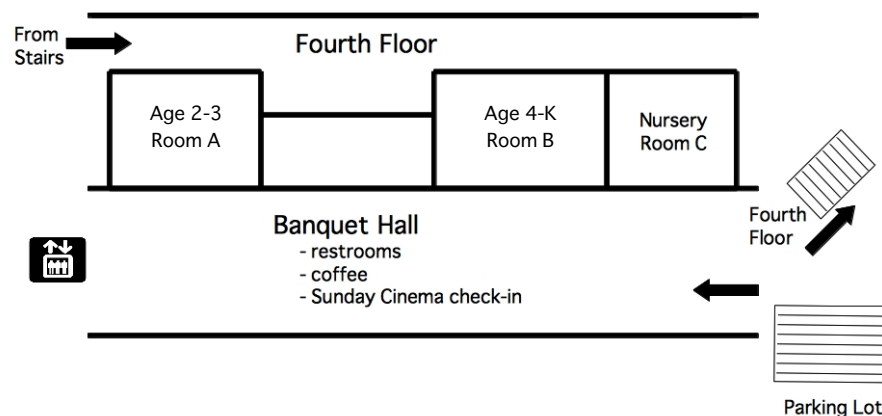 From
Stairs
Fourth Floor
Age 2-3
Room A
Age 4-K
Room B
Nursery
Room C
Banquet Hall
- restrooms
- coffee
- Sunday Cinema check-in
Fourth
Floor
Parking Lot